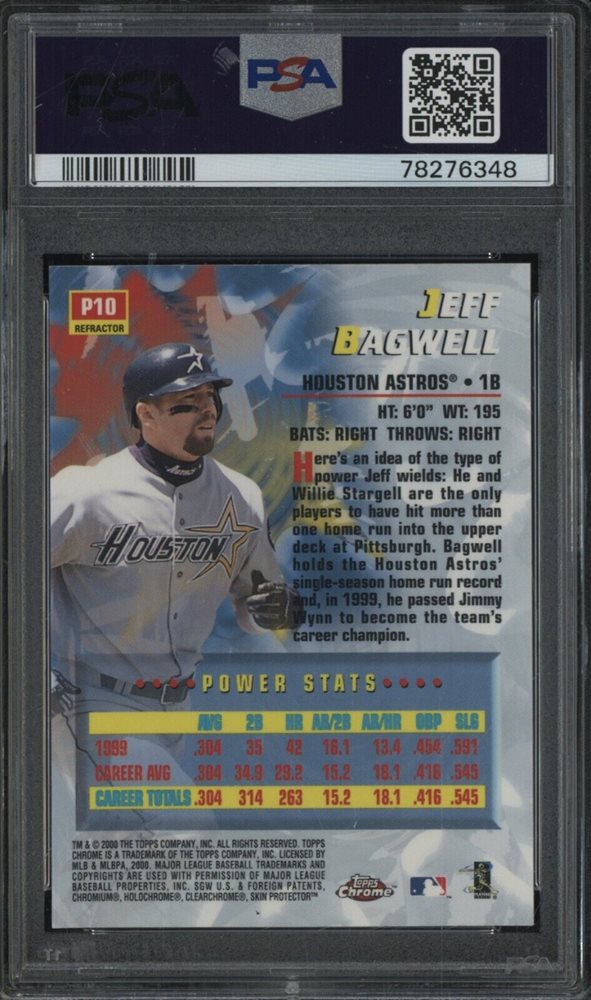 PSA
PSA
78276348
P10
REFRACTOR
JEFF
BAGWELL
HOUSTON ASTROS® • 1B
HT: 6'0" WT: 195
BATS: RIGHT THROWS: RIGHT
Here's an idea of the type of
power Jeff wields: He and
Willie Stargell are the only
players to have hit more than
one home run into the upper
deck at Pittsburgh. Bagwell
holds the Houston Astros'
single-season home run record
and, in 1999, he passed Jimmy
Wynn to become the team's
career champion.
ASTROS
HOUSTON
• • • • POWER STATS • • • •
AVG 2B HR AB/2B AB/HR OBP SLG
1999 .304 35 42 16.1 13.4 .454 .591
CAREER AVG .304 34.9 29.2 15.2 18.1 .416 .545
CAREER TOTALS .304 314 263 15.2 18.1 .416 .545
TM & © 2000 THE TOPPS COMPANY, INC. ALL RIGHTS RESERVED. TOPPS
CHROME IS A TRADEMARK OF THE TOPPS COMPANY, INC. LICENSED BY
MLB & MLBPA, 2000. MAJOR LEAGUE BASEBALL TRADEMARKS AND
COPYRIGHTS ARE USED WITH PERMISSION OF MAJOR LEAGUE
BASEBALL PROPERTIES, INC. SGW U.S. & FOREIGN PATENTS,
CHROMIUM®, HOLOCHROME®, CLEARCHROME®, SKIN PROTECTOR™
TOPPS
Chrome
PSA